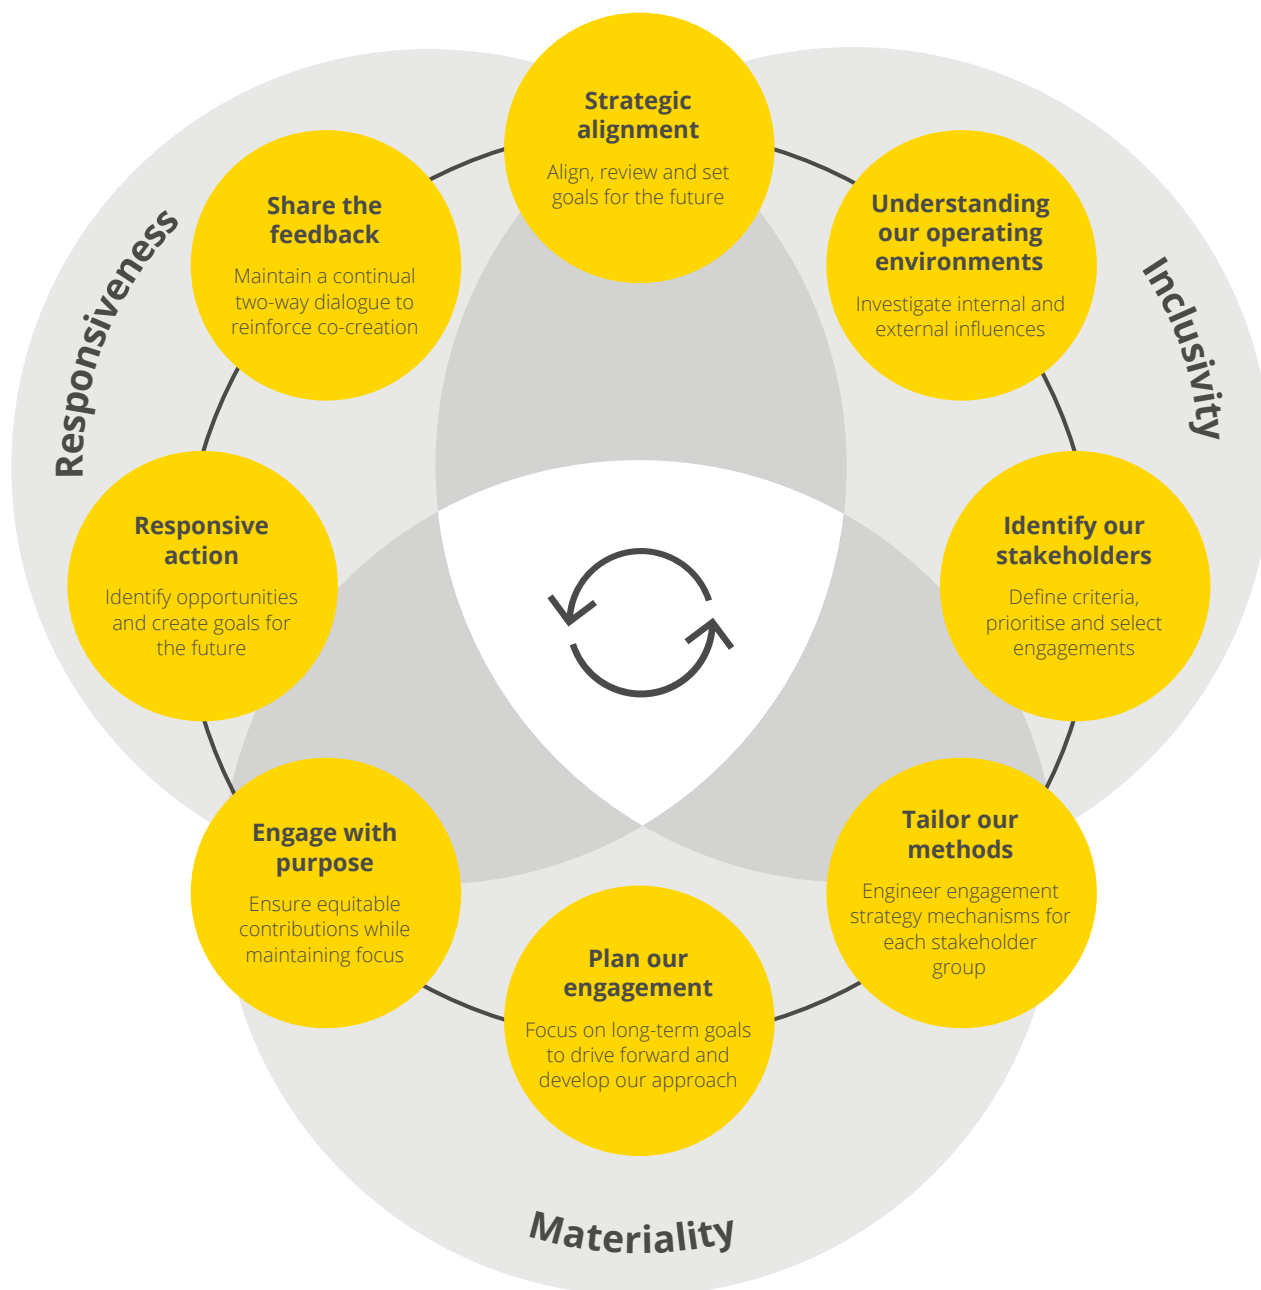 Strategic
alignment
Align, review and set
goals for the future
Understanding
our operating
environments
Investigate internal and
external influences
Inclusivity
Identify our
stakeholders
Define criteria,
prioritise and select
engagements
Tailor our
methods
Engineer engagement
strategy mechanisms for
each stakeholder
group
Plan our
engagement
Focus on long-term goals
to drive forward and
develop our approach
Materiality
Engage with
purpose
Ensure equitable
contributions while
maintaining focus
Responsive
action
Identify opportunities
and create goals for
the future
Responsiveness
Share the
feedback
Maintain a continual
two-way dialogue to
reinforce co-creation